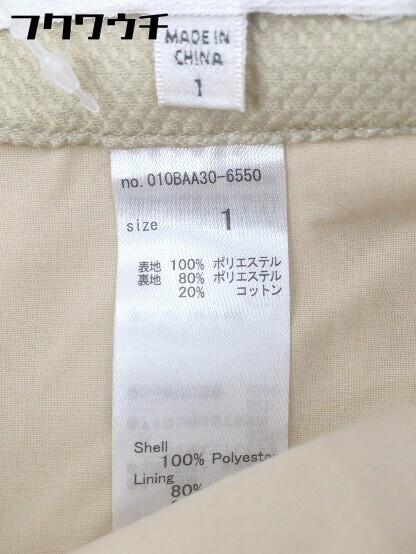 フクワウチ
MADE IN
CHINA
1
no. 010BAA30-6550
size 1
表地 100% ポリエステル
裏地 80% ポリエステル
20% コットン
Shell
100% Polyester
Lining
80%